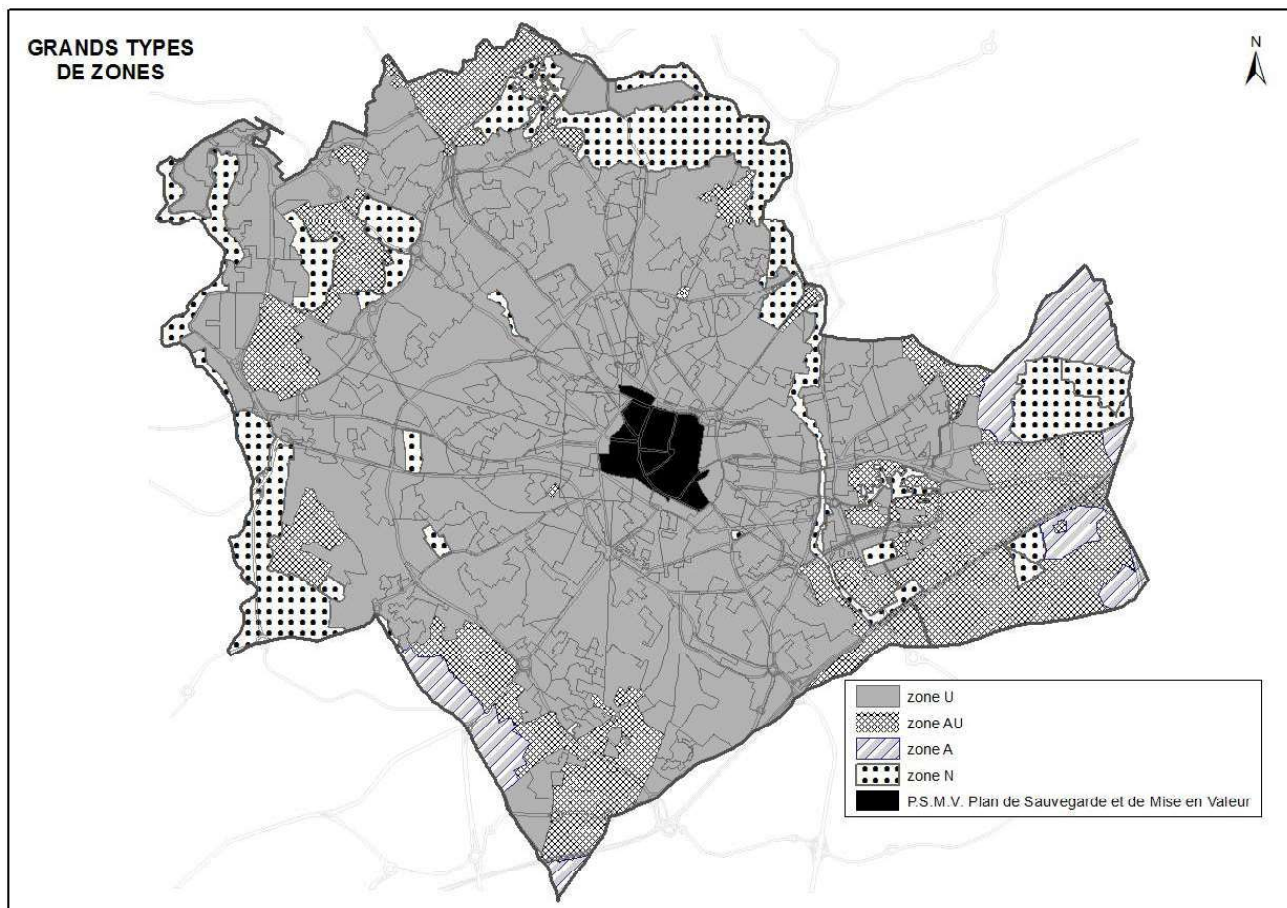 GRANDS TYPES
DE ZONES
N
zone U
zone AU
zone A
zone N
P.S.M.V. Plan de Sauvegarde et de Mise en Valeur